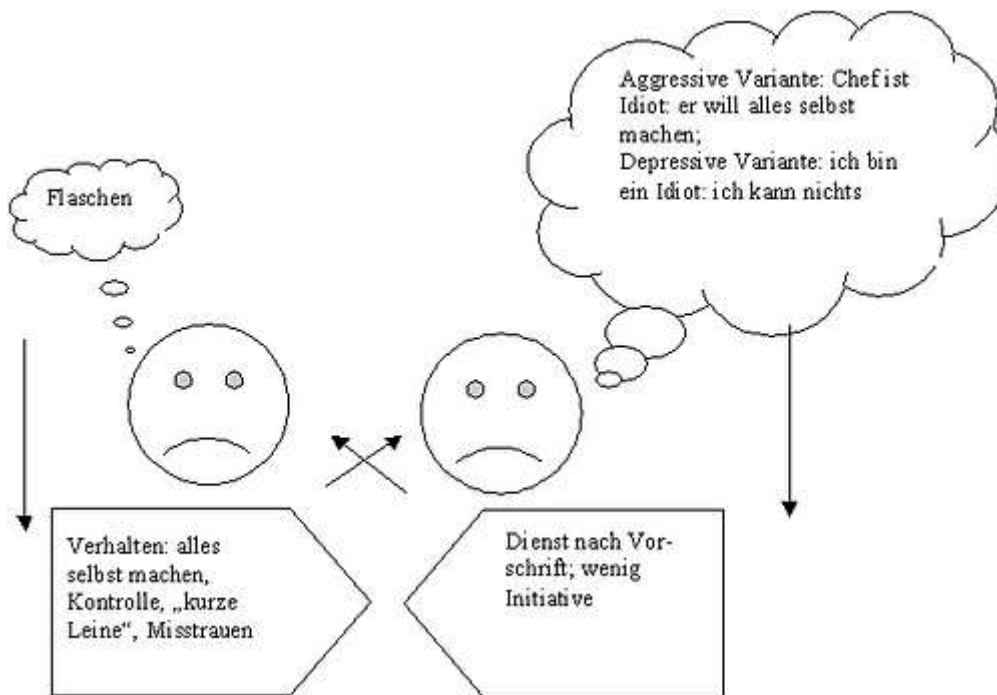 Aggressive Variante: Chef ist
Idiot: er will alles selbst
machen;
Depressive Variante: ich bin
ein Idiot: ich kann nichts
Flaschen
Verhalten: alles
selbst machen,
Kontrolle, „kurze
Leine“, Misstrauen
Dienst nach Vor-
schrift; wenig
Initiative